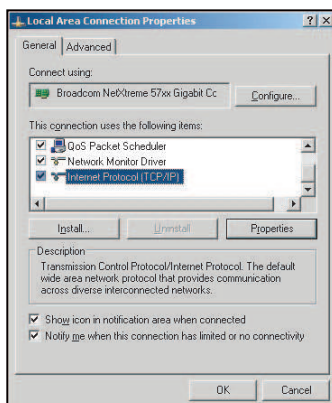 Local Area Connection Properties
General Advanced
Connect using:
Broadcom NetXtreme 57xx Gigabit Cc
Configure...
This connection uses the following items:
QoS Packet Scheduler
Network Monitor Driver
Internet Protocol (TCP/IP)
Install... Uninstall Properties
Description
Transmission Control Protocol/Internet Protocol. The default
wide area network protocol that provides communication
across diverse interconnected networks.
Show icon in notification area when connected
Notify me when this connection has limited or no connectivity
OK Cancel